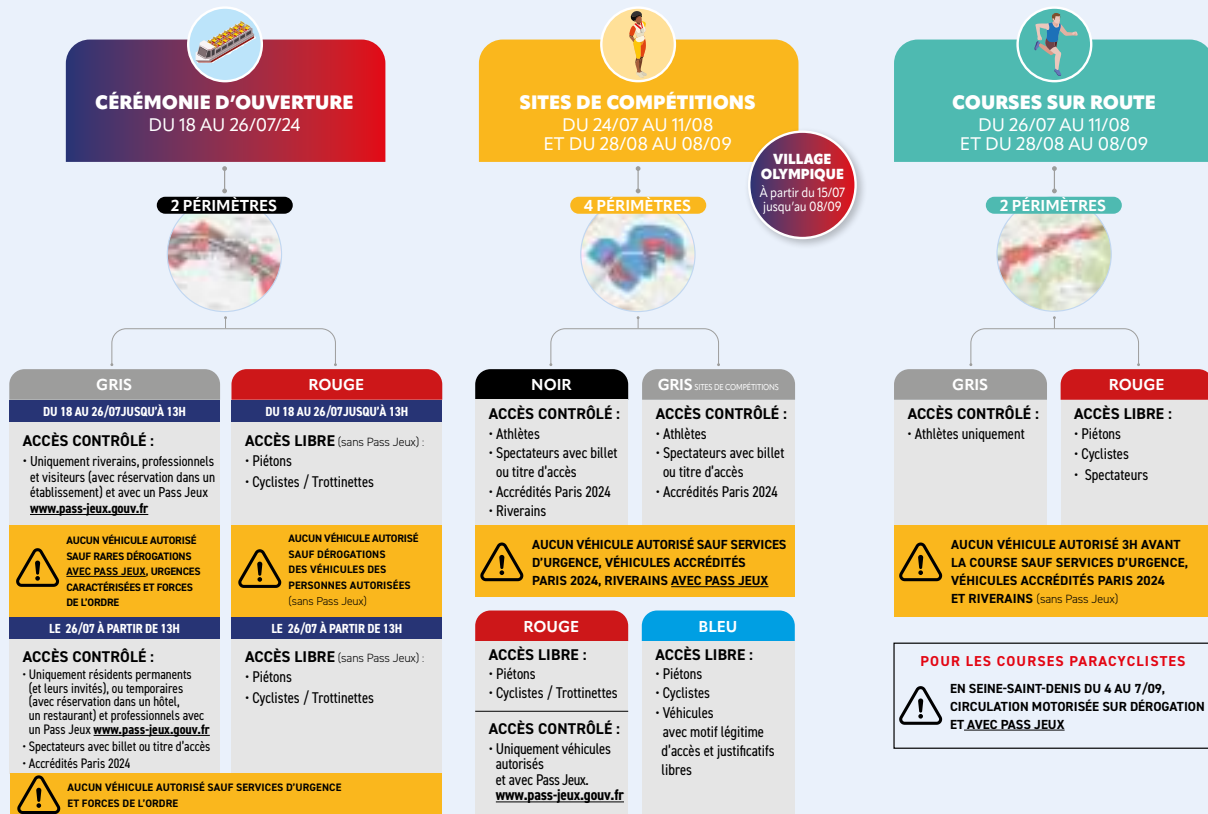 CÉRÉMONIE D'OUVERTURE
DU 18 AU 26/07/24
2 PÉRIMÈTRES
GRIS
DU 18 AU 26/07 JUSQU'À 13H
ACCÈS CONTRÔLÉ :
• Uniquement riverains, professionnels
et visiteurs (avec réservation dans un
établissement) et avec un Pass Jeux
www.pass-jeux.gouv.fr
AUCUN VÉHICULE AUTORISÉ
SAUF RARES DÉROGATIONS
AVEC PASS JEUX, URGENCES
CARACTÉRISÉES ET FORCES
DE L'ORDRE
LE 26/07 À PARTIR DE 13H
ACCÈS CONTRÔLÉ :
• Uniquement résidents permanents
(et leurs invités), ou temporaires
(avec réservation dans un hôtel,
un restaurant) et professionnels avec
un Pass Jeux www.pass-jeux.gouv.fr
• Spectateurs avec billet ou titre d'accès
• Accrédités Paris 2024
ROUGE
DU 18 AU 26/07 JUSQU'À 13H
ACCÈS LIBRE (sans Pass Jeux) :
• Piétons
• Cyclistes / Trottinettes
AUCUN VÉHICULE AUTORISÉ
SAUF DÉROGATIONS
DES VÉHICULES DES
PERSONNES AUTORISÉES
(sans Pass Jeux)
LE 26/07 À PARTIR DE 13H
ACCÈS LIBRE (sans Pass Jeux) :
• Piétons
• Cyclistes / Trottinettes
AUCUN VÉHICULE AUTORISÉ SAUF SERVICES D'URGENCE
ET FORCES DE L'ORDRE
SITES DE COMPÉTITIONS
DU 24/07 AU 11/08
ET DU 28/08 AU 08/09
VILLAGE
OLYMPIQUE
À partir du 15/07
jusqu'au 08/09
4 PÉRIMÈTRES
NOIR
ACCÈS CONTRÔLÉ :
• Athlètes
• Spectateurs avec billet
ou titre d'accès
• Accrédités Paris 2024
• Riverains
GRIS SITES DE COMPÉTITIONS
ACCÈS CONTRÔLÉ :
• Athlètes
• Spectateurs avec billet
ou titre d'accès
• Accrédités Paris 2024
AUCUN VÉHICULE AUTORISÉ SAUF SERVICES
D'URGENCE, VÉHICULES ACCRÉDITÉS
PARIS 2024, RIVERAINS AVEC PASS JEUX
ROUGE
ACCÈS LIBRE :
• Piétons
• Cyclistes / Trottinettes
ACCÈS CONTRÔLÉ :
• Uniquement véhicules
autorisés
et avec Pass Jeux.
www.pass-jeux.gouv.fr
BLEU
ACCÈS LIBRE :
• Piétons
• Cyclistes
• Véhicules
avec motif légitime
d'accès et justificatifs
libres
COURSES SUR ROUTE
DU 26/07 AU 11/08
ET DU 28/08 AU 08/09
2 PÉRIMÈTRES
GRIS
ACCÈS CONTRÔLÉ :
• Athlètes uniquement
ROUGE
ACCÈS LIBRE :
• Piétons
• Cyclistes
• Spectateurs
AUCUN VÉHICULE AUTORISÉ 3H AVANT
LA COURSE SAUF SERVICES D'URGENCE,
VÉHICULES ACCRÉDITÉS PARIS 2024
ET RIVERAINS (sans Pass Jeux)
POUR LES COURSES PARACYCLISTES
EN SEINE-SAINT-DENIS DU 4 AU 7/09,
CIRCULATION MOTORISÉE SUR DÉROGATION
ET AVEC PASS JEUX